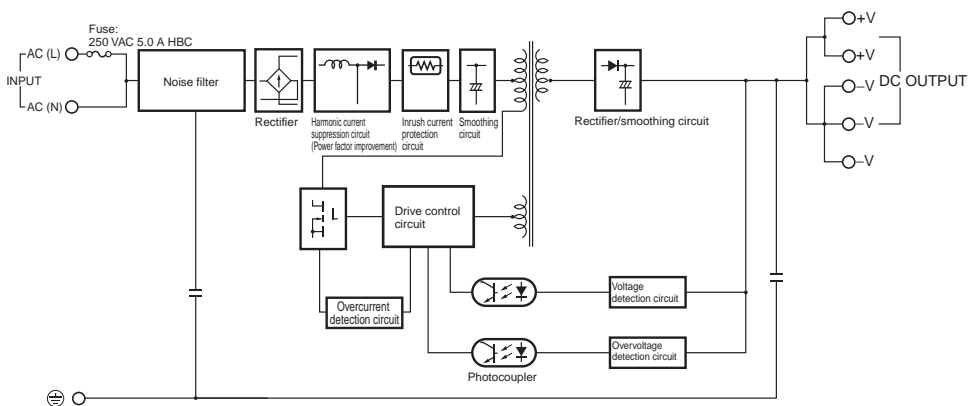 Fuse:
250 VAC 5.0 A HBC
AC (L)
INPUT
AC (N)
Noise filter
Rectifier
Harmonic current
suppression circuit
(Power factor improvement)
Inrush current
protection
circuit
Smoothing
circuit
Rectifier/smoothing circuit
+V
+V
DC OUTPUT
–V
–V
–V
Drive control
circuit
Overcurrent
detection circuit
Voltage
detection circuit
Overvoltage
detection circuit
Photocoupler